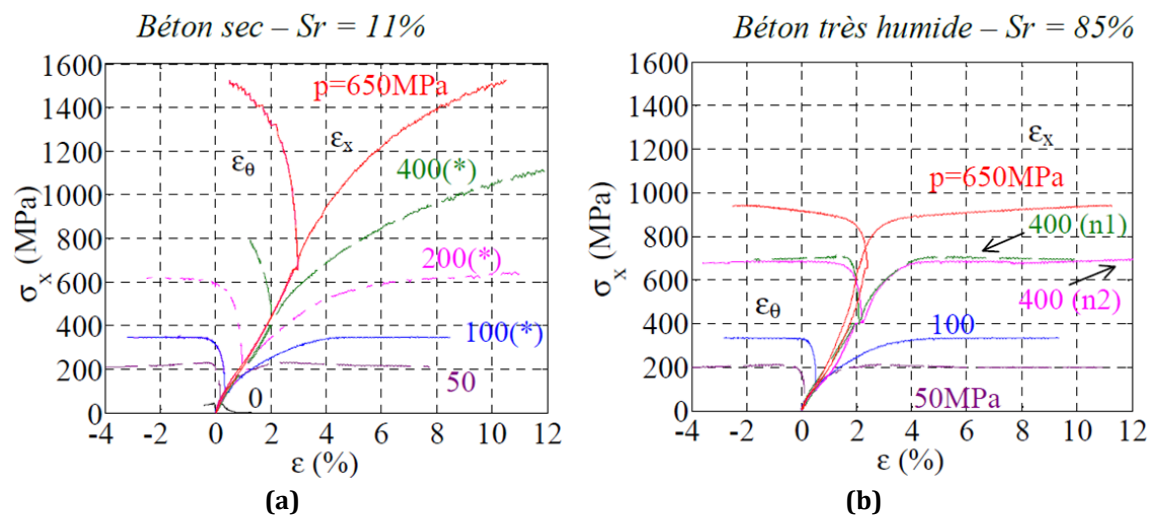 Béton sec – Sr = 11%
1600
1400
1200
1000
800
600
400
200
0
σx (MPa)
p=650MPa
εx
εθ
400(*)
200(*)
100(*)
50
0
-4 -2 0 2 4 6 8 10 12
ε (%)
(a)
Béton très humide – Sr = 85%
1600
1400
1200
1000
800
600
400
200
0
σx (MPa)
εx
p=650MPa
400 (n1)
400 (n2)
εθ
100
50MPa
-4 -2 0 2 4 6 8 10 12
ε (%)
(b)